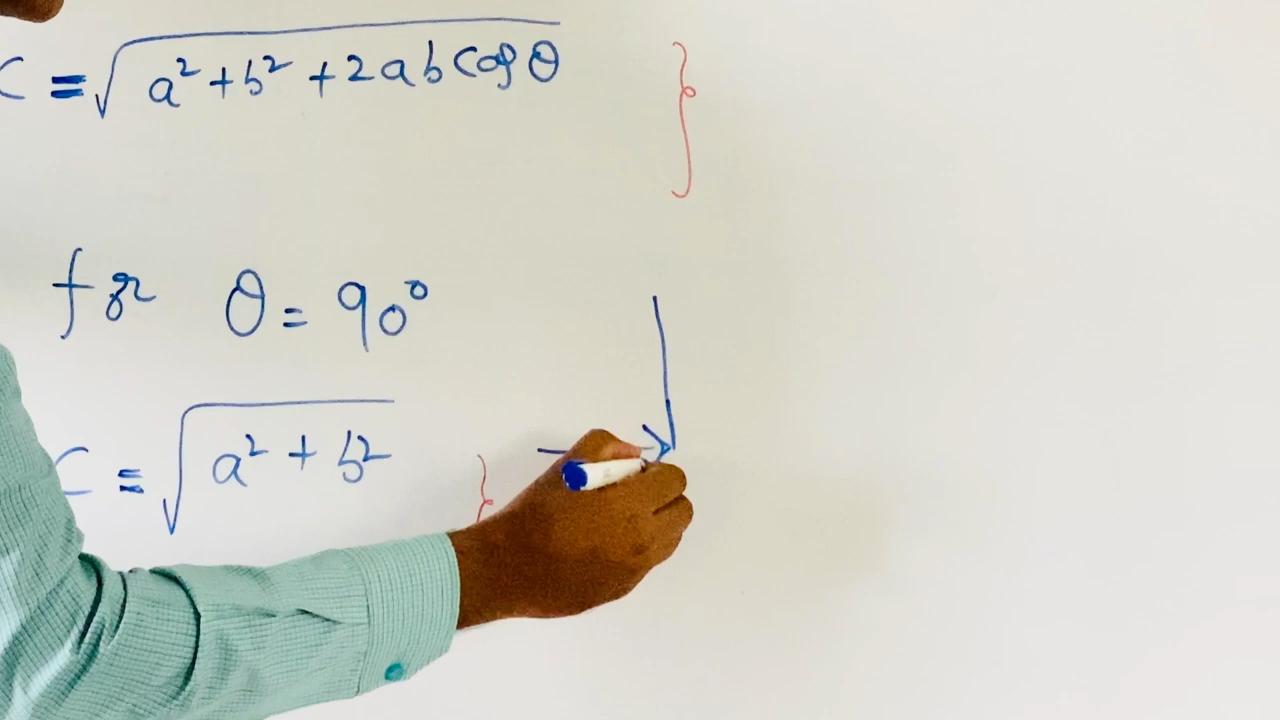 C = √(a² + b² + 2ab Cos θ)
for θ = 90°
C = √(a² + b²)